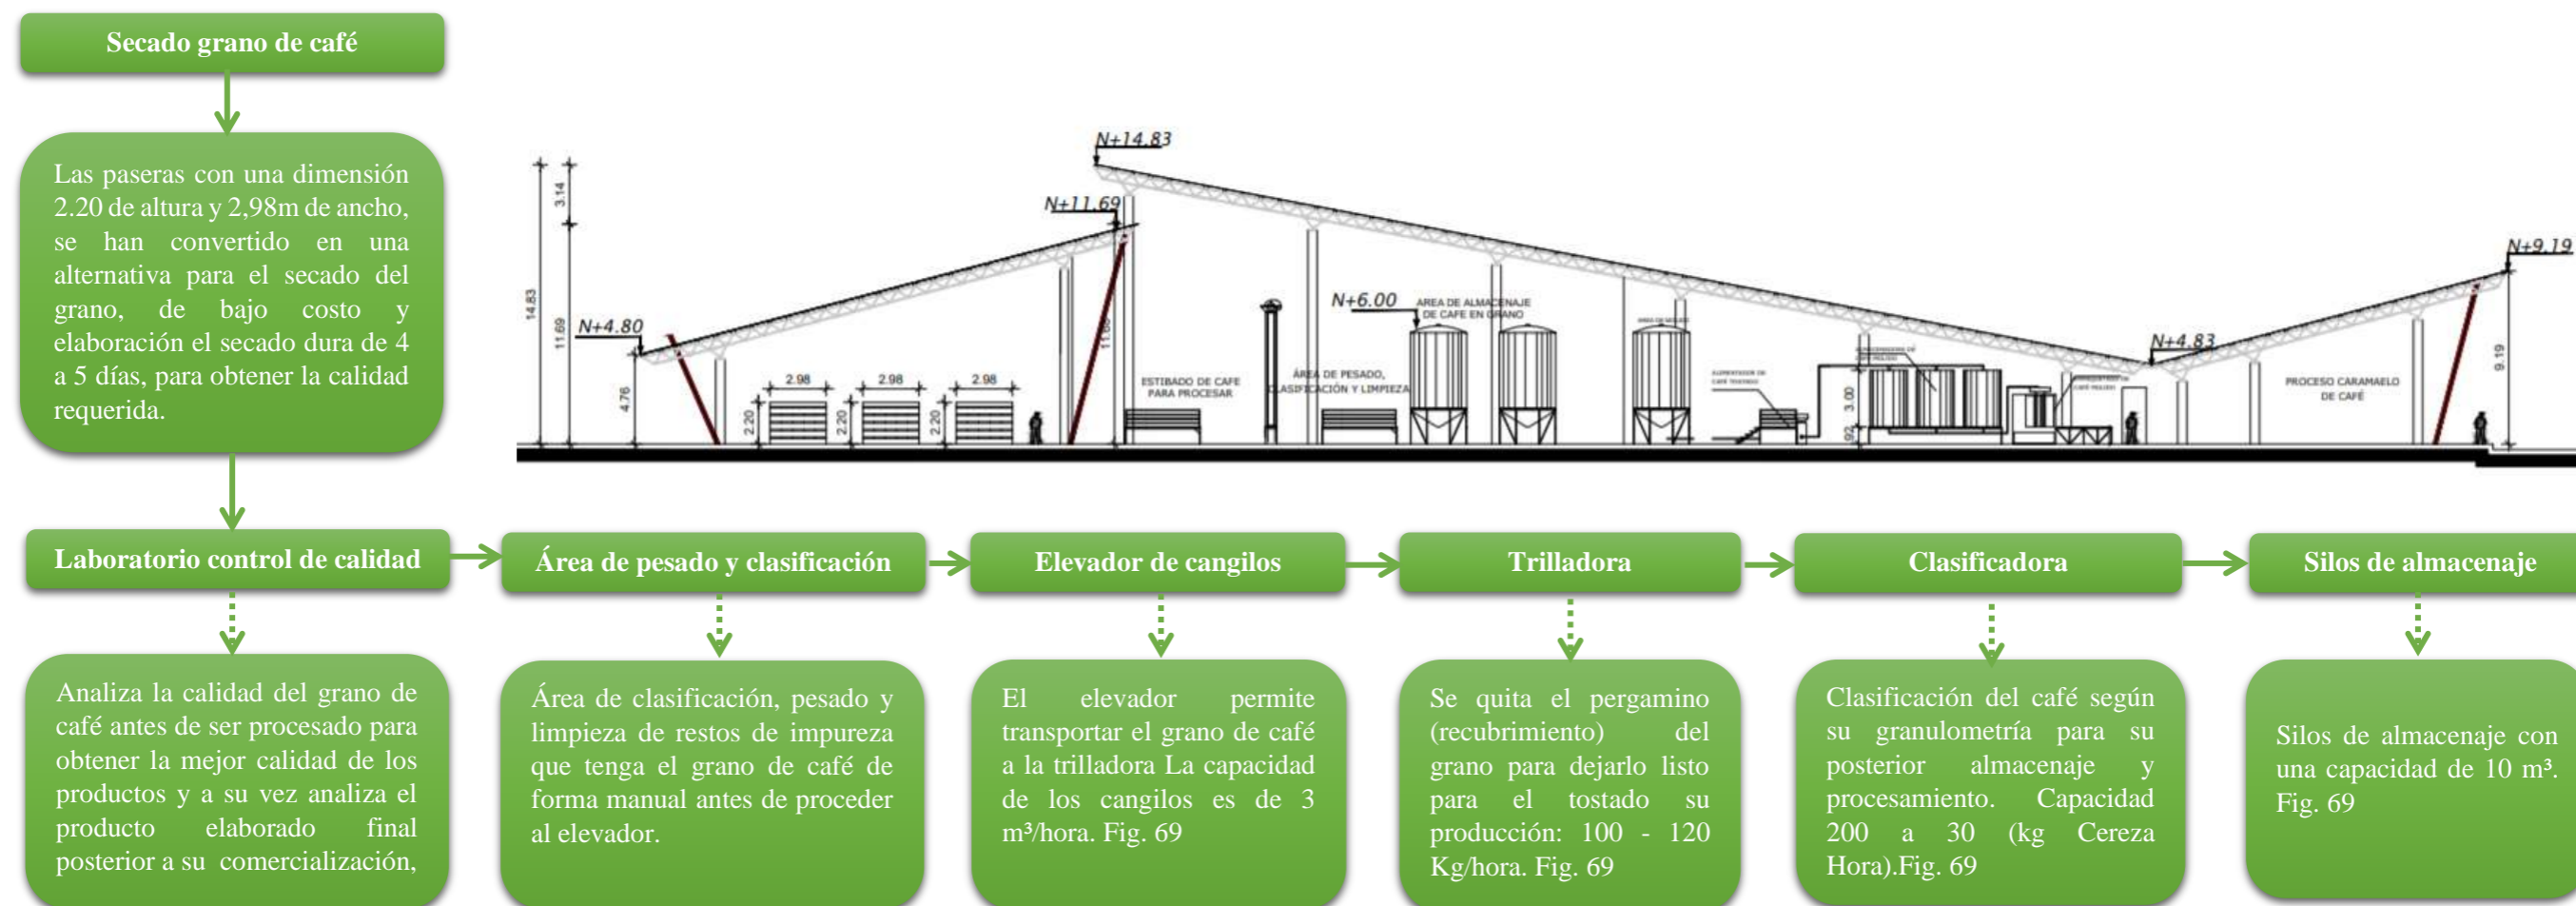 Secado grano de café
Las paseras con una dimensión
2.20 de altura y 2,98m de ancho,
se han convertido en una
alternativa para el secado del
grano, de bajo costo y
elaboración el secado dura de 4
a 5 días, para obtener la calidad
requerida.
N+14.83
N+11.69
N+9.19
N+6.00
N+4.80
N+4.83
14.83
3.14
11.69
4.76
2.98
2.98
2.98
2.20
2.20
2.20
ESTIBADO DE CAFE
PARA PROCESAR
ÁREA DE PESADO,
CLASIFICACIÓN Y LIMPIEZA
AREA DE ALMACENAJE
DE CAFE EN GRANO
3.00
.92
PROCESO CARAMAELO
DE CAFÉ
9.19
Laboratorio control de calidad
Área de pesado y clasificación
Elevador de cangilos
Trilladora
Clasificadora
Silos de almacenaje
Analiza la calidad del grano de
café antes de ser procesado para
obtener la mejor calidad de los
productos y a su vez analiza el
producto elaborado final
posterior a su comercialización,
Área de clasificación, pesado y
limpieza de restos de impureza
que tenga el grano de café de
forma manual antes de proceder
al elevador.
El elevador permite
transportar el grano de café
a la trilladora La capacidad
de los cangilos es de 3
m³/hora. Fig. 69
Se quita el pergamino
(recubrimiento) del
grano para dejarlo listo
para el tostado su
producción: 100 - 120
Kg/hora. Fig. 69
Clasificación del café según
su granulometría para su
posterior almacenaje y
procesamiento. Capacidad
200 a 30 (kg Cereza
Hora).Fig. 69
Silos de almacenaje con
una capacidad de 10 m³.
Fig. 69